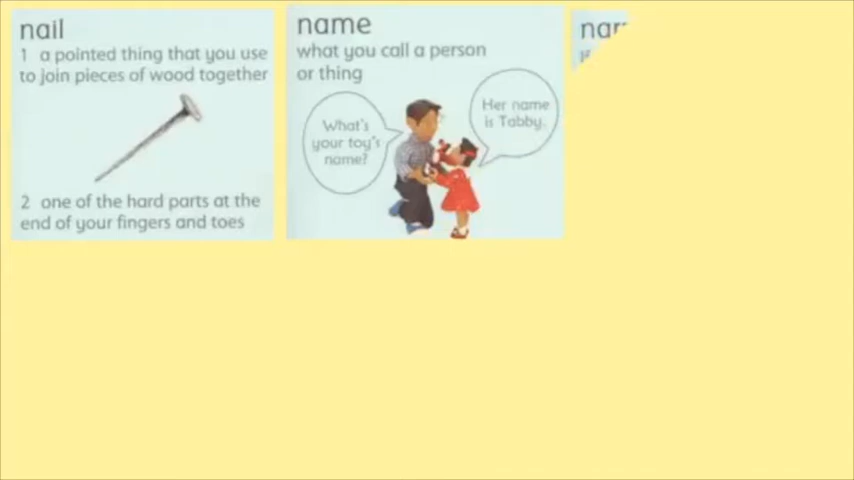 nail
1 a pointed thing that you use
to join pieces of wood together
2 one of the hard parts at the
end of your fingers and toes
name
what you call a person
or thing
What's
your toy's
name?
Her name
is Tabby.